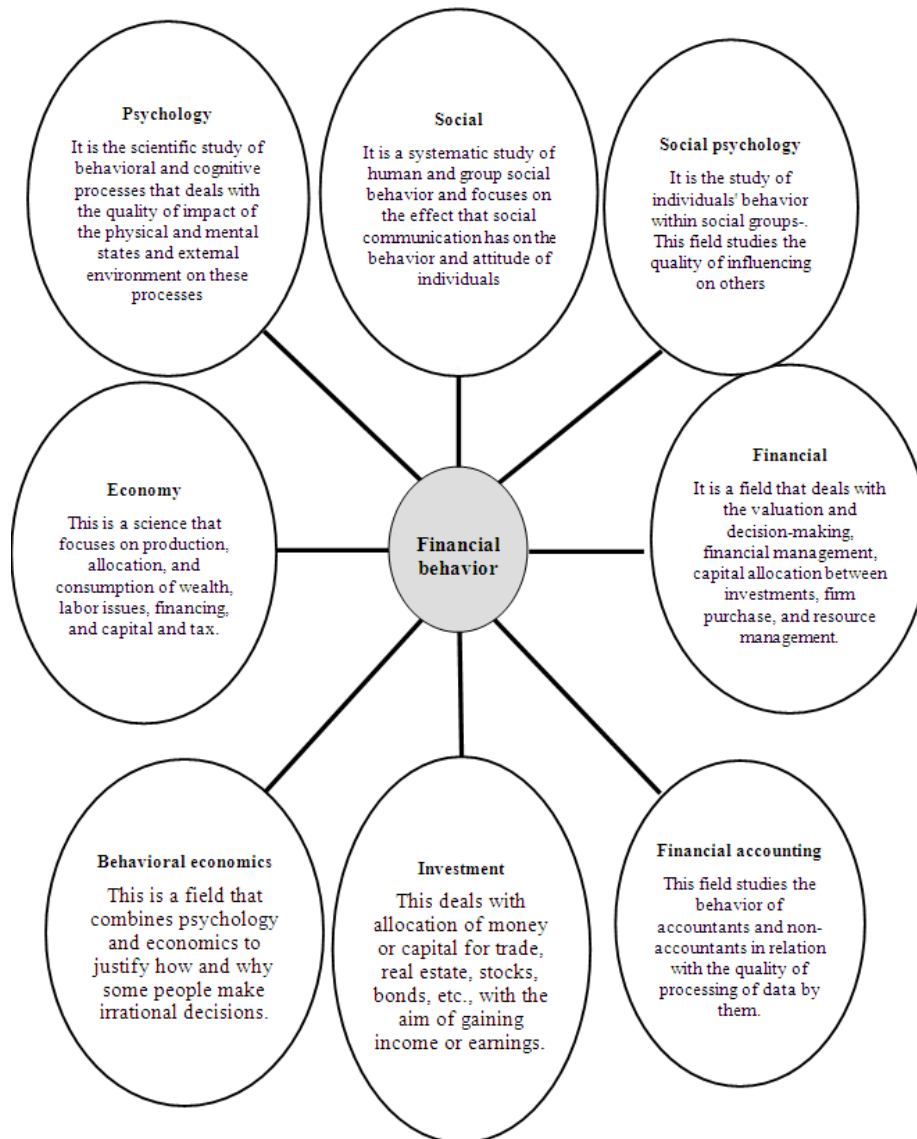 Psychology
It is the scientific study of
behavioral and cognitive
processes that deals with
the quality of impact of
the physical and mental
states and external
environment on these
processes
Social
It is a systematic study of
human and group social
behavior and focuses on
the effect that social
communication has on the
behavior and attitude of
individuals
Social psychology
It is the study of
individuals' behavior
within social groups-.
This field studies the
quality of influencing
on others
Economy
This is a science that
focuses on production,
allocation, and
consumption of wealth,
labor issues, financing,
and capital and tax.
Financial
behavior
Financial
It is a field that deals with
the valuation and
decision-making,
financial management,
capital allocation between
investments, firm
purchase, and resource
management.
Behavioral economics
This is a field that
combines psychology
and economics to
justify how and why
some people make
irrational decisions.
Investment
This deals with
allocation of money
or capital for trade,
real estate, stocks,
bonds, etc., with the
aim of gaining
income or earnings.
Financial accounting
This field studies the
behavior of
accountants and non-
accountants in relation
with the quality of
processing of data by
them.